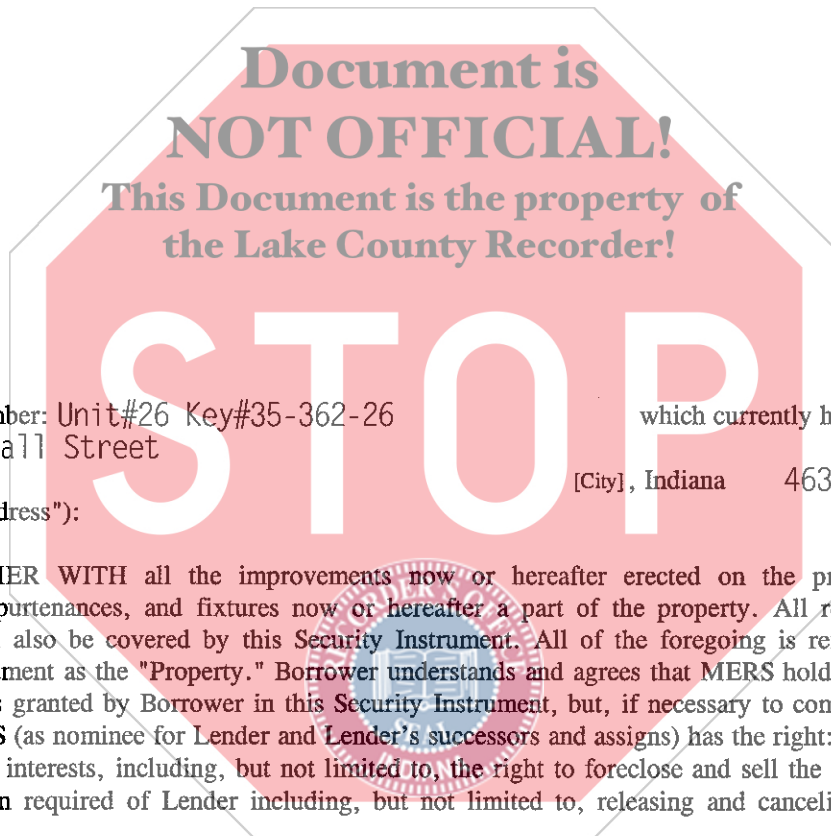 Document is
NOT OFFICIAL!
This Document is the property of
the Lake County Recorder!
STOP
nber: Unit#26 Key#35-362-26 which currently h
all Street
[City], Indiana 463
dress"):
IER WITH all the improvements now or hereafter erected on the pr
purtenances, and fixtures now or hereafter a part of the property. All r
also be covered by this Security Instrument. All of the foregoing is re
ument as the "Property." Borrower understands and agrees that MERS hold
s granted by Borrower in this Security Instrument, but, if necessary to com
S (as nominee for Lender and Lender's successors and assigns) has the right:
interests, including, but not limited to, the right to foreclose and sell the
n required of Lender including, but not limited to, releasing and canceli
SEAL